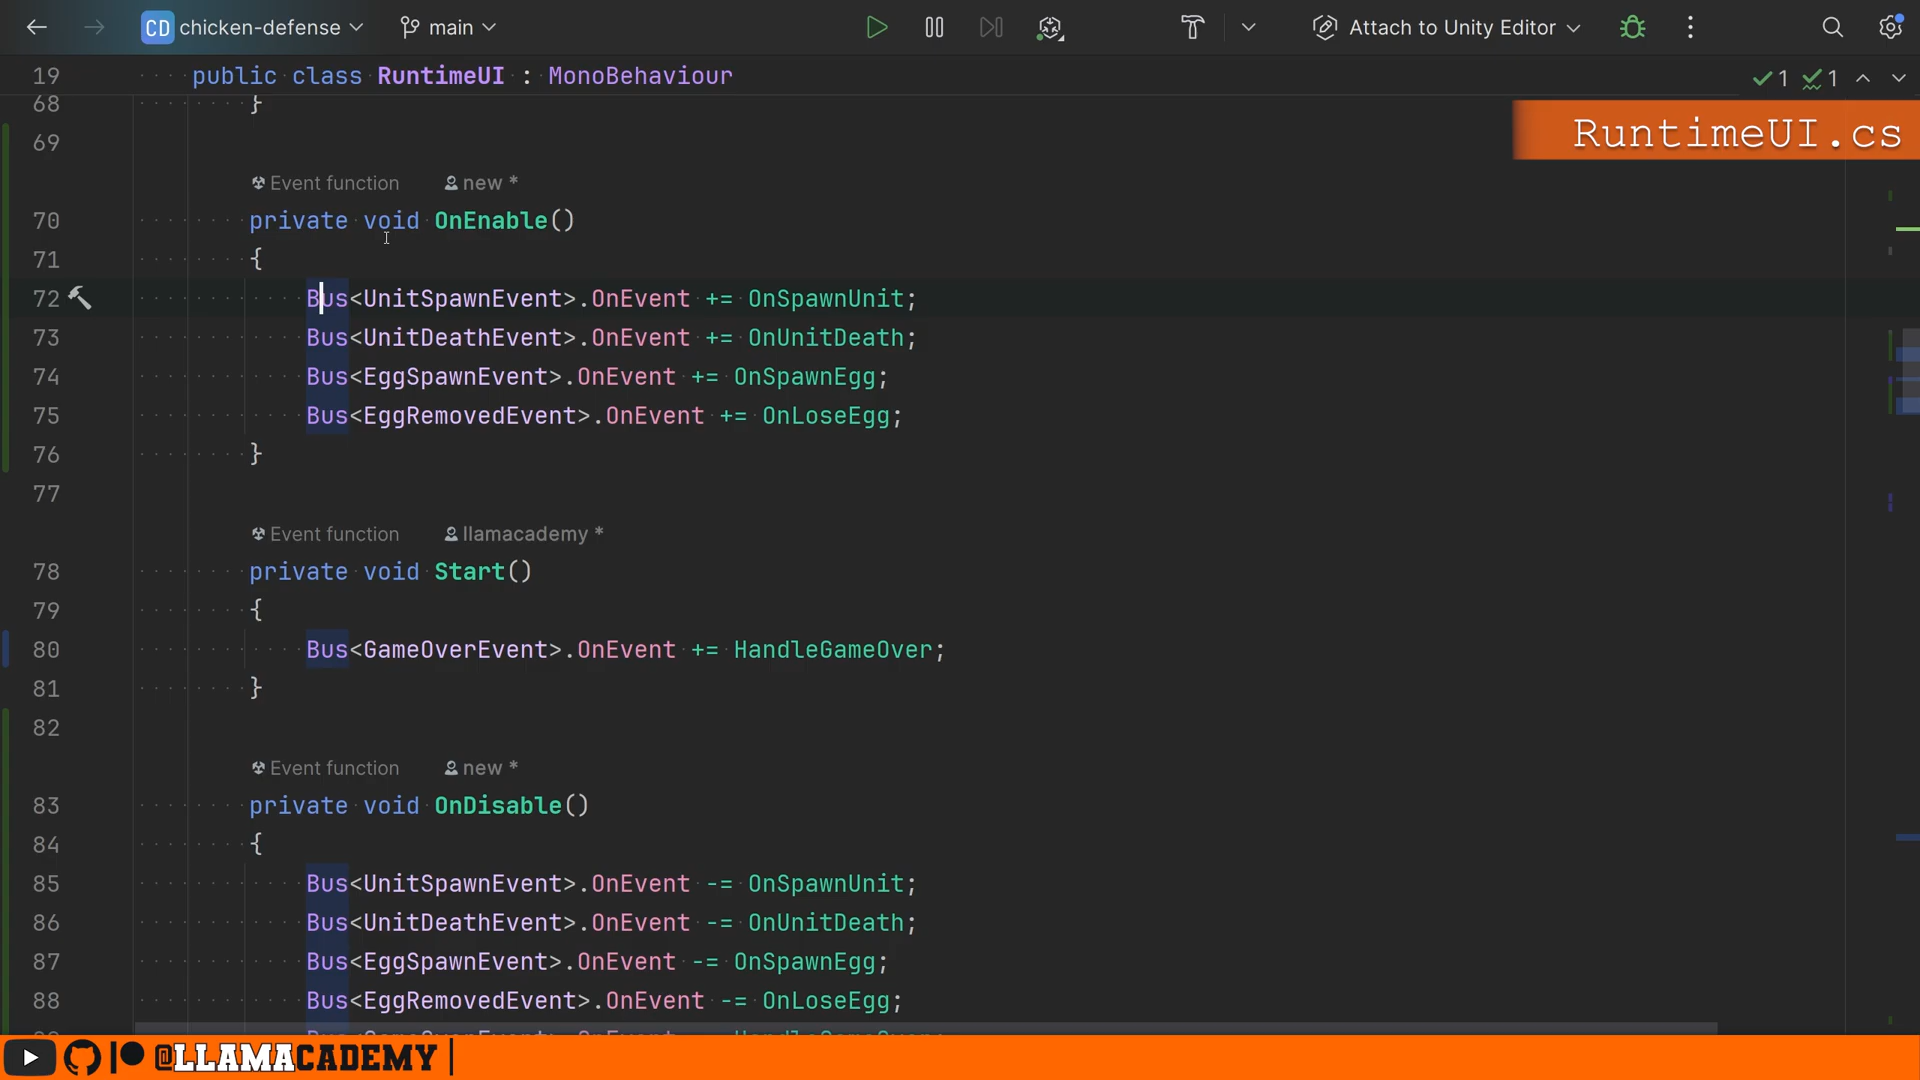 CD chicken-defense main Attach to Unity Editor
19 public class RuntimeUI : MonoBehaviour 1 1
68 }
RuntimeUI.cs
69
Event function new *
70 private void OnEnable()
71 {
72 Bus<UnitSpawnEvent>.OnEvent += OnSpawnUnit;
73 Bus<UnitDeathEvent>.OnEvent += OnUnitDeath;
74 Bus<EggSpawnEvent>.OnEvent += OnSpawnEgg;
75 Bus<EggRemovedEvent>.OnEvent += OnLoseEgg;
76 }
77
Event function llamacademy *
78 private void Start()
79 {
80 Bus<GameOverEvent>.OnEvent += HandleGameOver;
81 }
82
Event function new *
83 private void OnDisable()
84 {
85 Bus<UnitSpawnEvent>.OnEvent -= OnSpawnUnit;
86 Bus<UnitDeathEvent>.OnEvent -= OnUnitDeath;
87 Bus<EggSpawnEvent>.OnEvent -= OnSpawnEgg;
88 Bus<EggRemovedEvent>.OnEvent -= OnLoseEgg;
@LLAMACADEMY